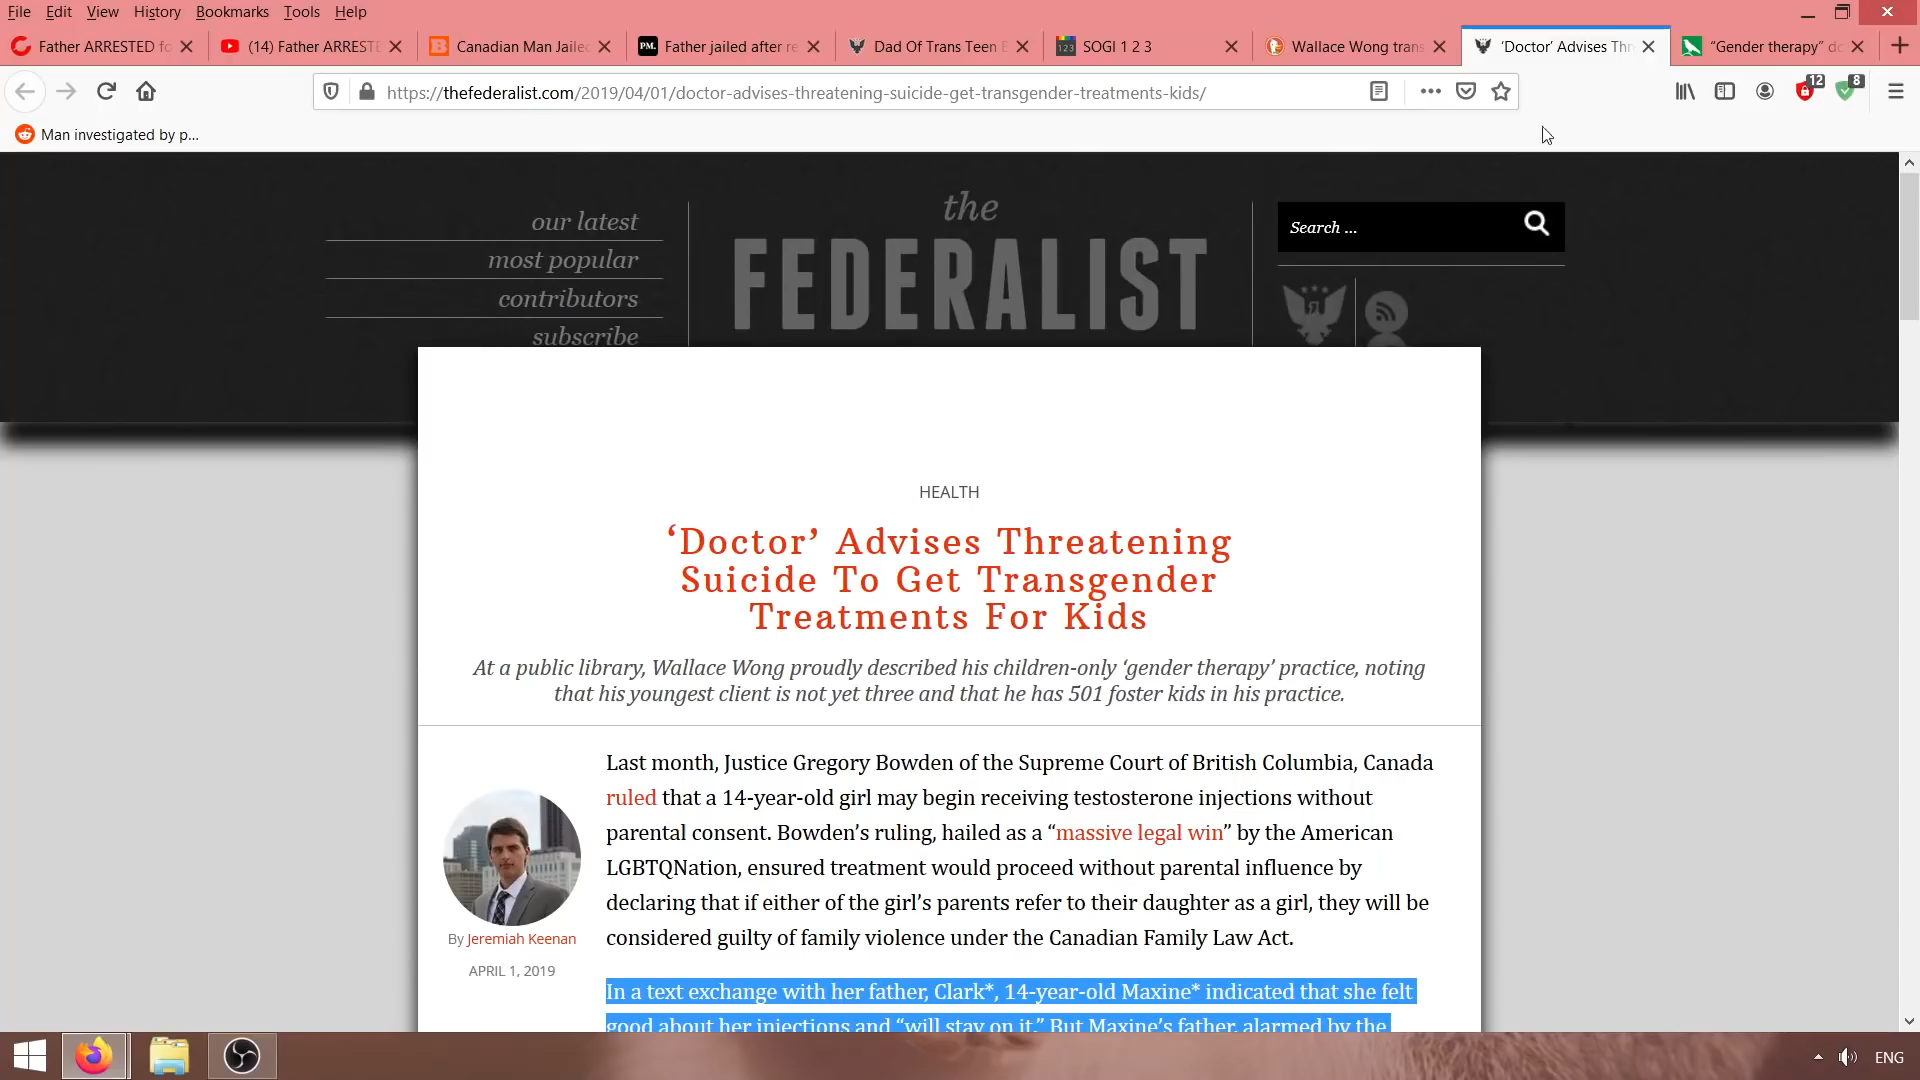 File Edit View History Bookmarks Tools Help
Father ARRESTED fo
(14) Father ARREST
Canadian Man Jaile
Father jailed after re
Dad Of Trans Teen B
SOGI 1 2 3
Wallace Wong trans
‘Doctor’ Advises Thr
“Gender therapy” do
https://thefederalist.com/2019/04/01/doctor-advises-threatening-suicide-get-transgender-treatments-kids/
12
8
Man investigated by p...
our latest
most popular
contributors
subscribe
the
FEDERALIST
Search ...
HEALTH
‘Doctor’ Advises Threatening
Suicide To Get Transgender
Treatments For Kids
At a public library, Wallace Wong proudly described his children-only ‘gender therapy’ practice, noting
that his youngest client is not yet three and that he has 501 foster kids in his practice.
By Jeremiah Keenan
APRIL 1, 2019
Last month, Justice Gregory Bowden of the Supreme Court of British Columbia, Canada
ruled that a 14-year-old girl may begin receiving testosterone injections without
parental consent. Bowden’s ruling, hailed as a “massive legal win” by the American
LGBTQNation, ensured treatment would proceed without parental influence by
declaring that if either of the girl’s parents refer to their daughter as a girl, they will be
considered guilty of family violence under the Canadian Family Law Act.
In a text exchange with her father, Clark*, 14-year-old Maxine* indicated that she felt
good about her injections and “will stay on it.” But Maxine’s father, alarmed by the
PM.
123
ENG